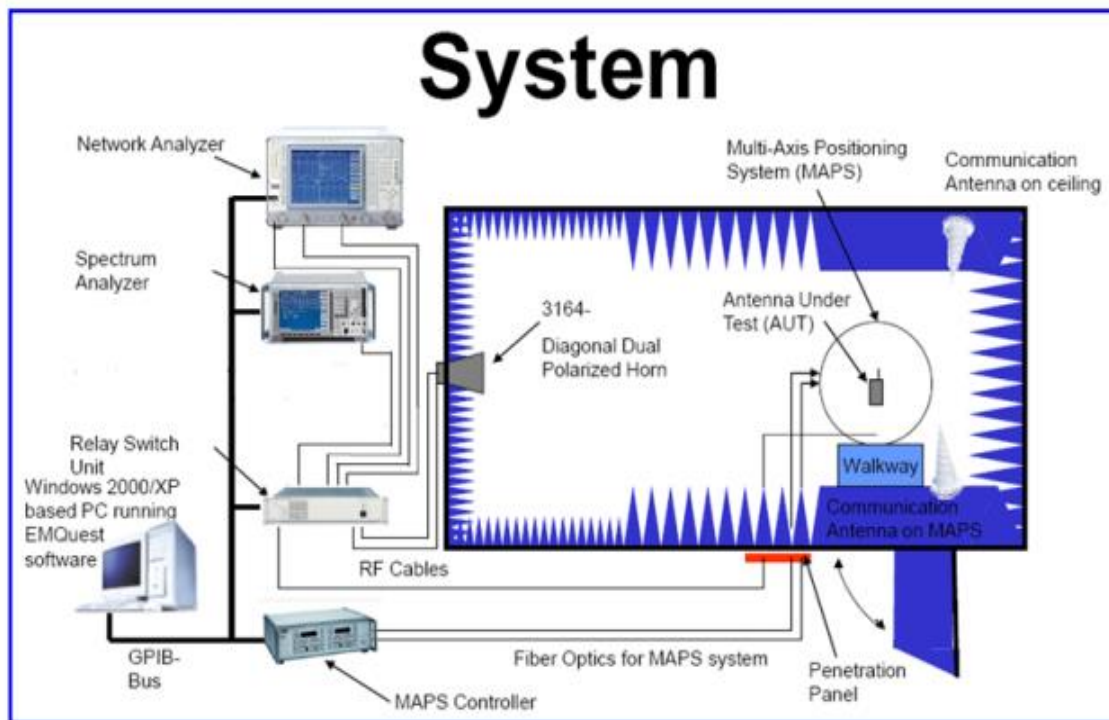 System
Network Analyzer
Multi-Axis Positioning
System (MAPS)
Communication
Antenna on ceiling
Spectrum
Analyzer
3164-
Diagonal Dual
Polarized Horn
Antenna Under
Test (AUT)
Relay Switch
Unit
Windows 2000/XP
based PC running
EMQuest
software
Walkway
Communication
Antenna on MAPS
RF Cables
GPIB-
Bus
MAPS Controller
Fiber Optics for MAPS system
Penetration
Panel